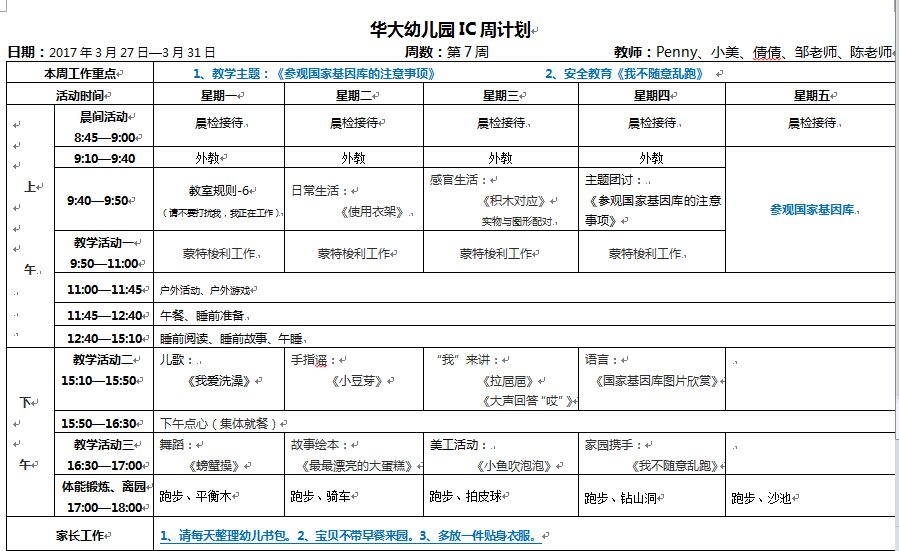 华大幼儿园IC周计划
日期：2017年3月27日—3月31日 周数：第7周 教师：Penny、小美、倩倩、邹老师、陈老师
本周工作重点 1、教学主题：《参观国家基因库的注意事项》 2、安全教育《我不随意乱跑》
活动时间 星期一 星期二 星期三 星期四 星期五
上
午
晨间活动
8:45—9:00
晨检接待 晨检接待 晨检接待 晨检接待 晨检接待
9:10—9:40 外教 外教 外教 外教
9:40—9:50
教室规则-6
（请不要打扰我，我正在工作）
日常生活：
《使用衣架》
感官生活：
《积木对应》
实物与图形配对
主题团讨：
《参观国家基因库的注意
事项》
参观国家基因库
教学活动一
9:50—11:00
蒙特梭利工作 蒙特梭利工作 蒙特梭利工作 蒙特梭利工作
11:00—11:45 户外活动、户外游戏
11:45—12:40 午餐、睡前准备
12:40—15:10 睡前阅读、睡前故事、午睡
下
午
教学活动二
15:10—15:50
儿歌：
《我爱洗澡》
手指谣：
《小豆芽》
“我”来讲：
《拉㞎㞎》
《大声回答“哎”》
语言：
《国家基因库图片欣赏》
15:50—16:30 下午点心（集体就餐）
教学活动三
16:30—17:00
舞蹈：
《螃蟹操》
故事绘本：
《最最漂亮的大蛋糕》
美工活动：
《小鱼吹泡泡》
家园携手：
《我不随意乱跑》
体能锻炼、离园
17:00—18:00
跑步、平衡木 跑步、骑车 跑步、拍皮球 跑步、钻山洞 跑步、沙池
家长工作 1、请每天整理幼儿书包。2、宝贝不带早餐来园。3、多放一件贴身衣服。